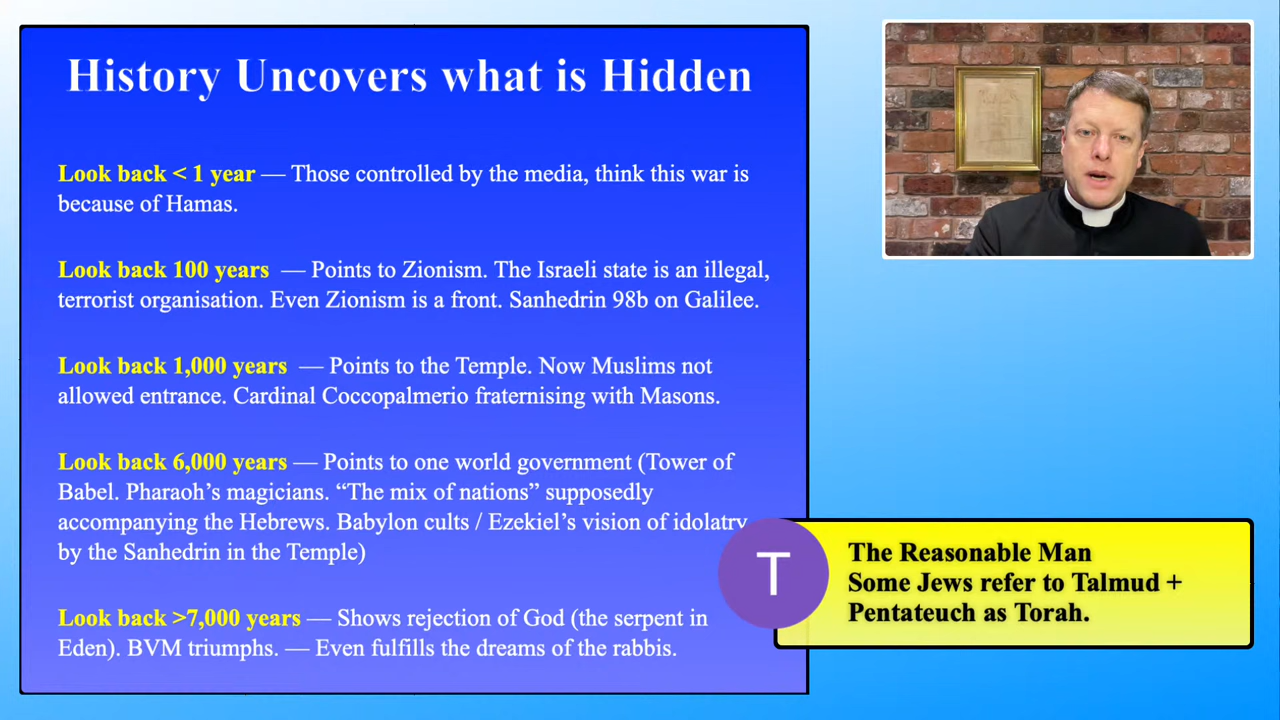 History Uncovers what is Hidden
Look back < 1 year — Those controlled by the media, think this war is
because of Hamas.
Look back 100 years — Points to Zionism. The Israeli state is an illegal,
terrorist organisation. Even Zionism is a front. Sanhedrin 98b on Galilee.
Look back 1,000 years — Points to the Temple. Now Muslims not
allowed entrance. Cardinal Coccopalmerio fraternising with Masons.
Look back 6,000 years — Points to one world government (Tower of
Babel. Pharaoh’s magicians. “The mix of nations” supposedly
accompanying the Hebrews. Babylon cults / Ezekiel’s vision of idolatry
by the Sanhedrin in the Temple)
Look back >7,000 years — Shows rejection of God (the serpent in
Eden). BVM triumphs. — Even fulfills the dreams of the rabbis.
T
The Reasonable Man
Some Jews refer to Talmud +
Pentateuch as Torah.